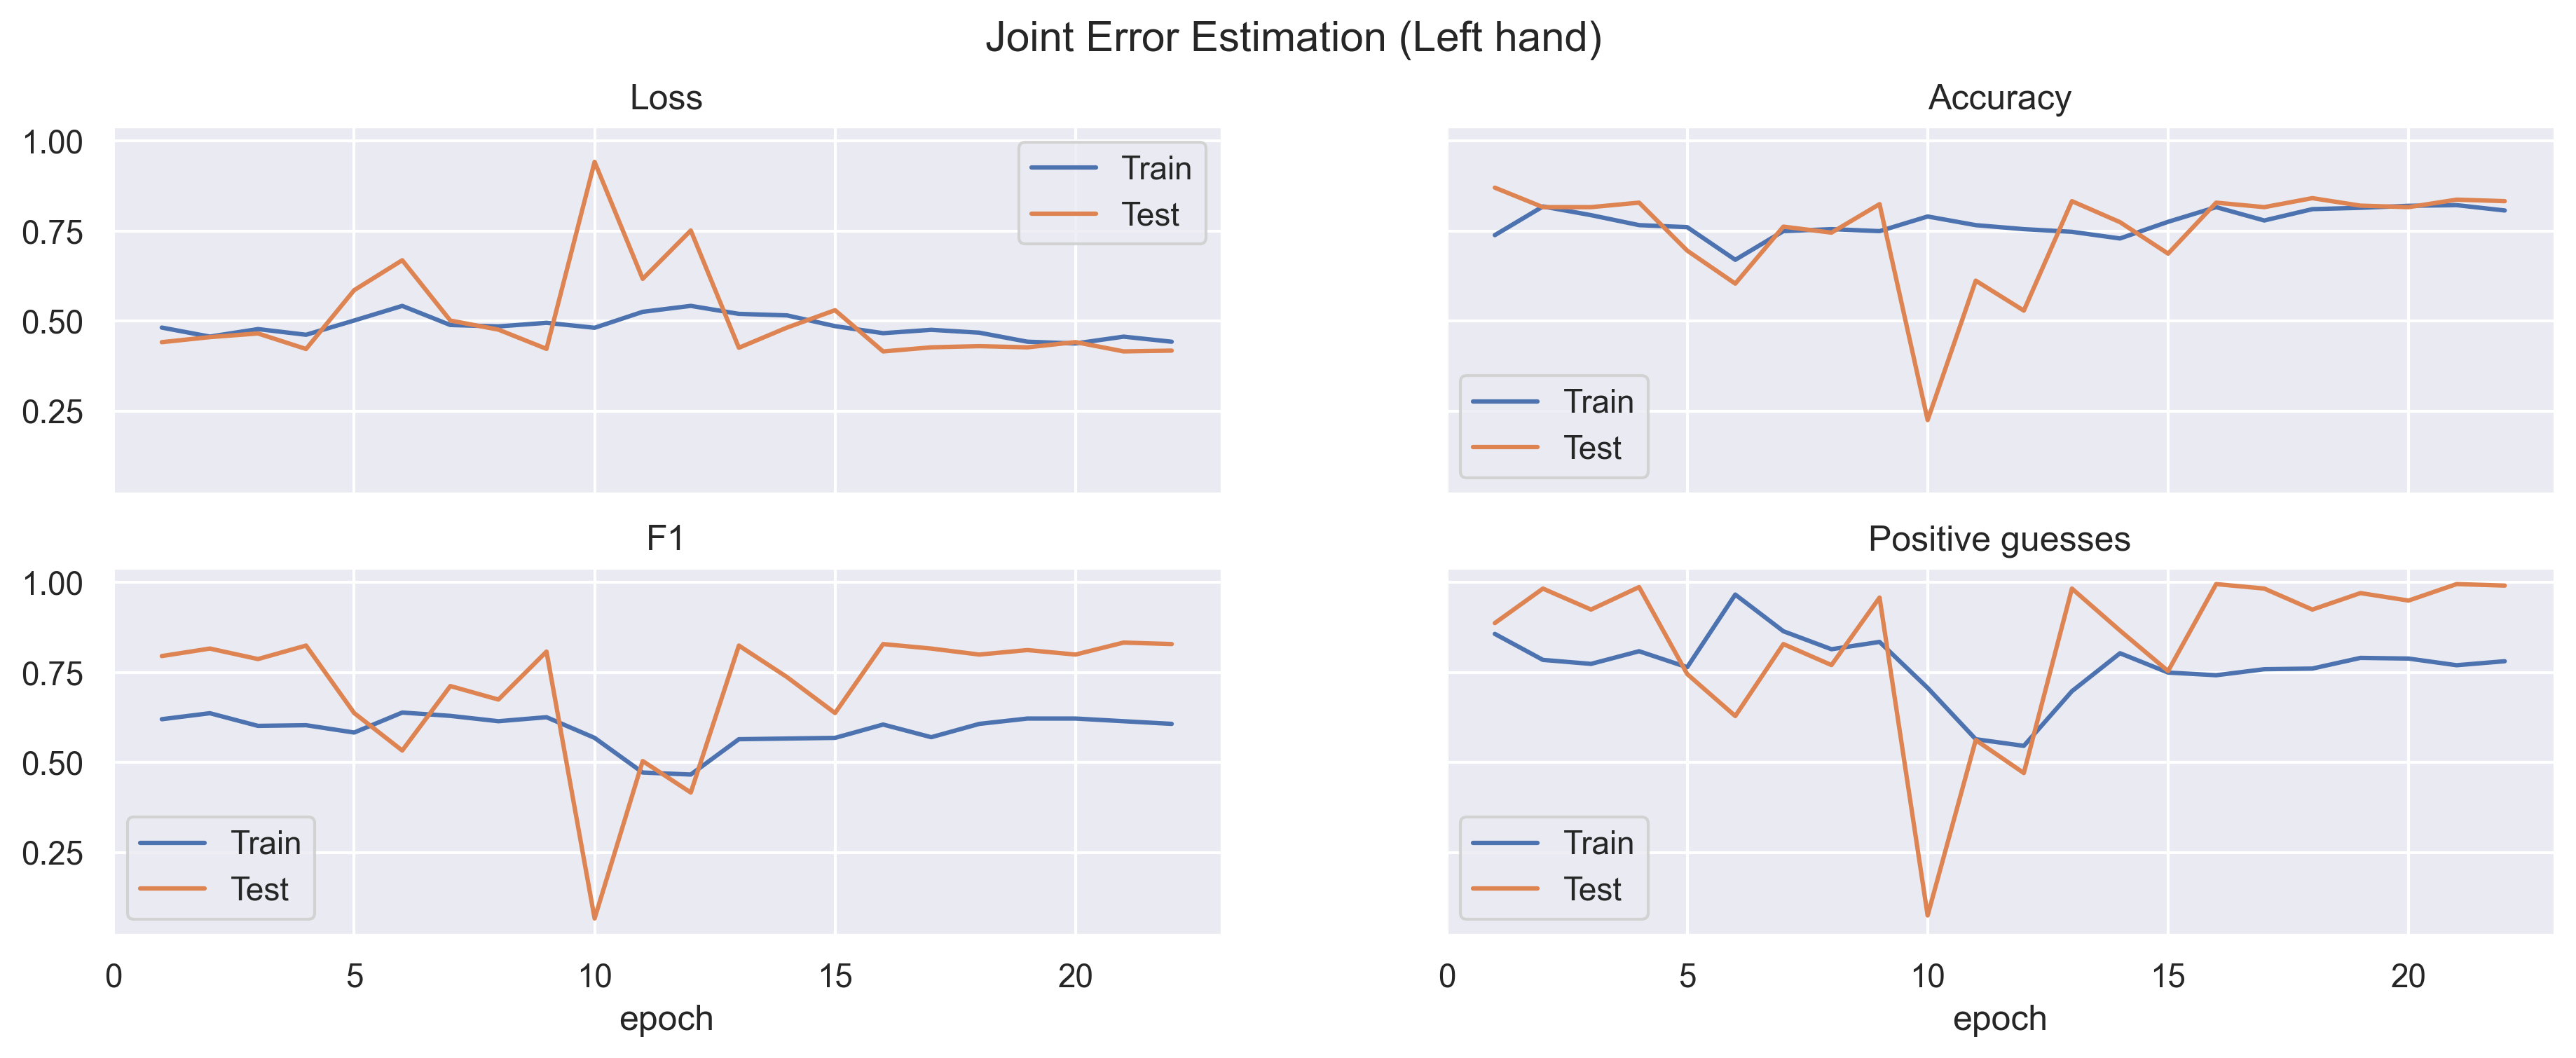 Joint Error Estimation (Left hand)
Loss
1.00
0.75
0.50
0.25
Train
Test
Accuracy
Train
Test
F1
1.00
0.75
0.50
0.25
Train
Test
0 5 10 15 20
epoch
Positive guesses
Train
Test
0 5 10 15 20
epoch